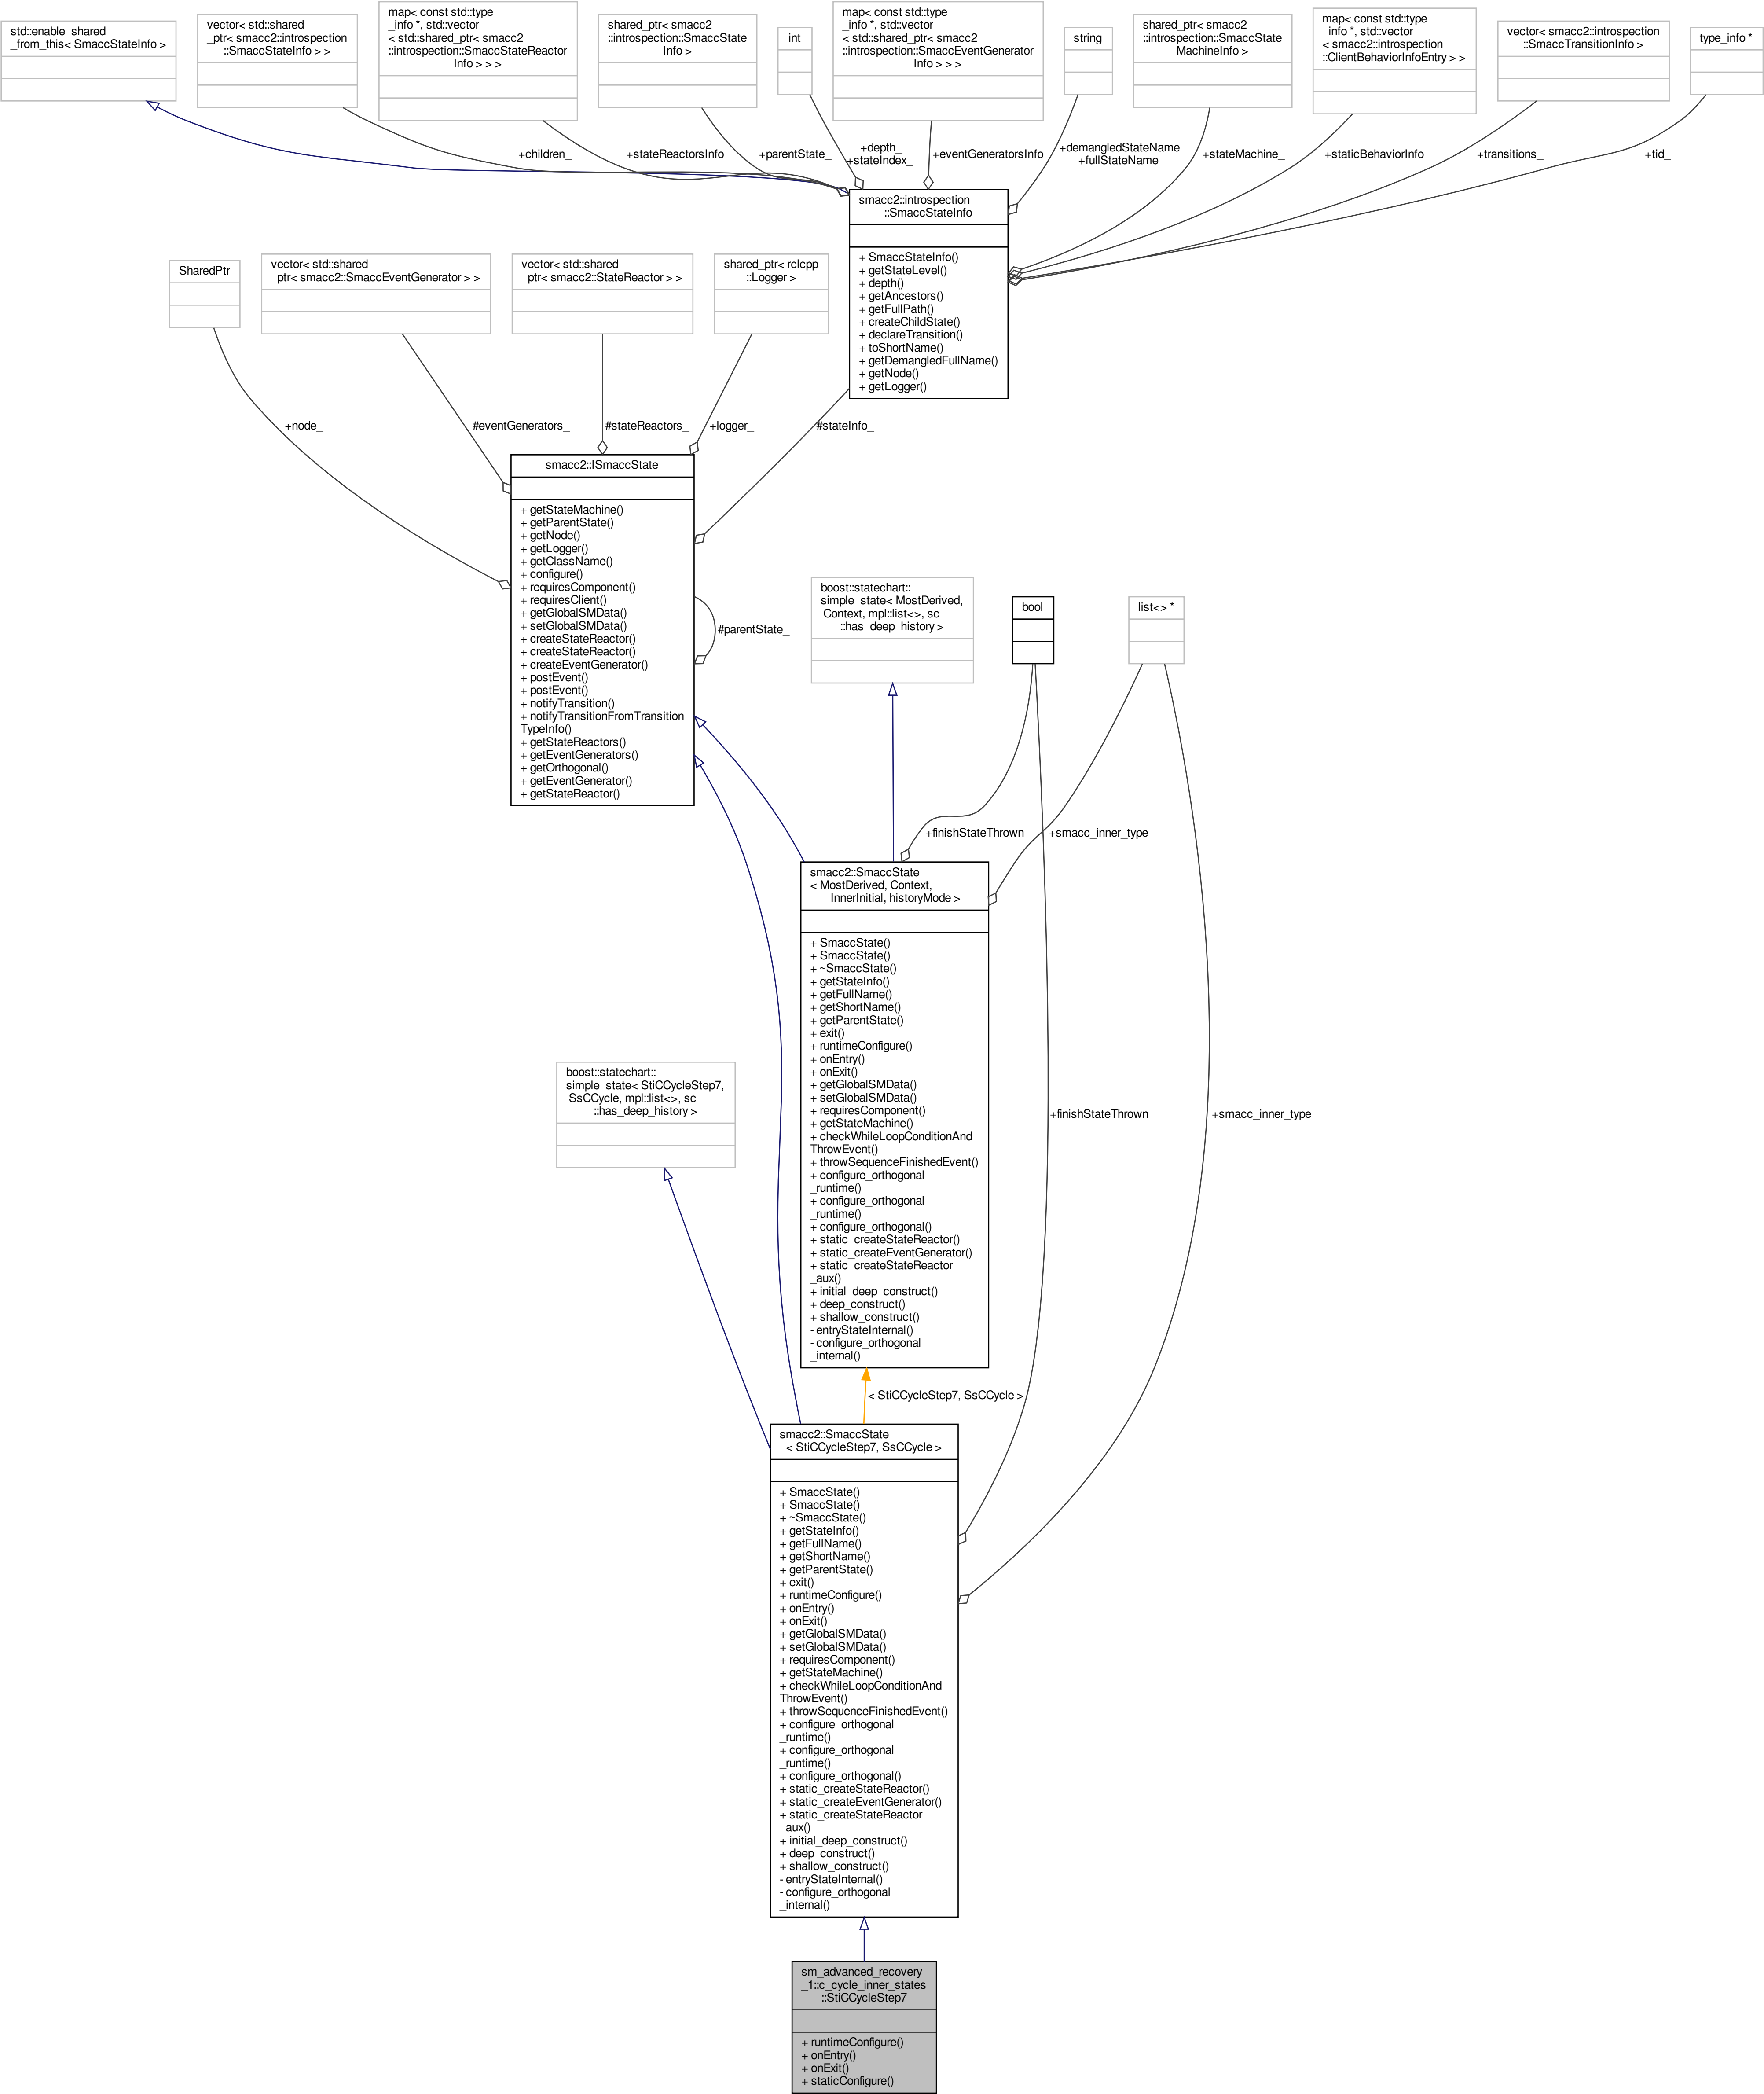 std::enable_shared
_from_this< SmaccStateInfo >
vector< std::shared
_ptr< smacc2::introspection
::SmaccStateInfo > >
map< const std::type
_info *, std::vector
< std::shared_ptr< smacc2
::introspection::SmaccStateReactor
Info > > >
shared_ptr< smacc2
::introspection::SmaccState
Info >
int
map< const std::type
_info *, std::vector
< std::shared_ptr< smacc2
::introspection::SmaccEventGenerator
Info > > >
string
shared_ptr< smacc2
::introspection::SmaccState
MachineInfo >
map< const std::type
_info *, std::vector
< smacc2::introspection
::ClientBehaviorInfoEntry > >
vector< smacc2::introspection
::SmaccTransitionInfo >
type_info *
+children_
+stateReactorsInfo
+parentState_
+depth_
+stateIndex_
+eventGeneratorsInfo
+demangledStateName
+fullStateName
+stateMachine_
+staticBehaviorInfo
+transitions_
+tid_
smacc2::introspection
::SmaccStateInfo
+ SmaccStateInfo()
+ getStateLevel()
+ depth()
+ getAncestors()
+ getFullPath()
+ createChildState()
+ declareTransition()
+ toShortName()
+ getDemangledFullName()
+ getNode()
+ getLogger()
SharedPtr
vector< std::shared
_ptr< smacc2::SmaccEventGenerator > >
vector< std::shared
_ptr< smacc2::StateReactor > >
shared_ptr< rclcpp
::Logger >
+node_
#eventGenerators_
#stateReactors_
+logger_
#stateInfo_
smacc2::ISmaccState
+ getStateMachine()
+ getParentState()
+ getNode()
+ getLogger()
+ getClassName()
+ configure()
+ requiresComponent()
+ requiresClient()
+ getGlobalSMData()
+ setGlobalSMData()
+ createStateReactor()
+ createStateReactor()
+ createEventGenerator()
+ postEvent()
+ postEvent()
+ notifyTransition()
+ notifyTransitionFromTransition
TypeInfo()
+ getStateReactors()
+ getEventGenerators()
+ getOrthogonal()
+ getEventGenerator()
+ getStateReactor()
#parentState_
boost::statechart::
simple_state< MostDerived,
Context, mpl::list<>, sc
::has_deep_history >
bool
list<> *
+finishStateThrown
+smacc_inner_type
smacc2::SmaccState
< MostDerived, Context,
InnerInitial, historyMode >
+ SmaccState()
+ SmaccState()
+ ~SmaccState()
+ getStateInfo()
+ getFullName()
+ getShortName()
+ getParentState()
+ exit()
+ runtimeConfigure()
+ onEntry()
+ onExit()
+ getGlobalSMData()
+ setGlobalSMData()
+ requiresComponent()
+ getStateMachine()
+ checkWhileLoopConditionAnd
ThrowEvent()
+ throwSequenceFinishedEvent()
+ configure_orthogonal
_runtime()
+ configure_orthogonal
_runtime()
+ configure_orthogonal()
+ static_createStateReactor()
+ static_createEventGenerator()
+ static_createStateReactor
_aux()
+ initial_deep_construct()
+ deep_construct()
+ shallow_construct()
- entryStateInternal()
- configure_orthogonal
_internal()
boost::statechart::
simple_state< StiCCycleStep7,
SsCCycle, mpl::list<>, sc
::has_deep_history >
+finishStateThrown
+smacc_inner_type
< StiCCycleStep7, SsCCycle >
smacc2::SmaccState
< StiCCycleStep7, SsCCycle >
+ SmaccState()
+ SmaccState()
+ ~SmaccState()
+ getStateInfo()
+ getFullName()
+ getShortName()
+ getParentState()
+ exit()
+ runtimeConfigure()
+ onEntry()
+ onExit()
+ getGlobalSMData()
+ setGlobalSMData()
+ requiresComponent()
+ getStateMachine()
+ checkWhileLoopConditionAnd
ThrowEvent()
+ throwSequenceFinishedEvent()
+ configure_orthogonal
_runtime()
+ configure_orthogonal
_runtime()
+ configure_orthogonal()
+ static_createStateReactor()
+ static_createEventGenerator()
+ static_createStateReactor
_aux()
+ initial_deep_construct()
+ deep_construct()
+ shallow_construct()
- entryStateInternal()
- configure_orthogonal
_internal()
sm_advanced_recovery
_1::c_cycle_inner_states
::StiCCycleStep7
+ runtimeConfigure()
+ onEntry()
+ onExit()
+ staticConfigure()